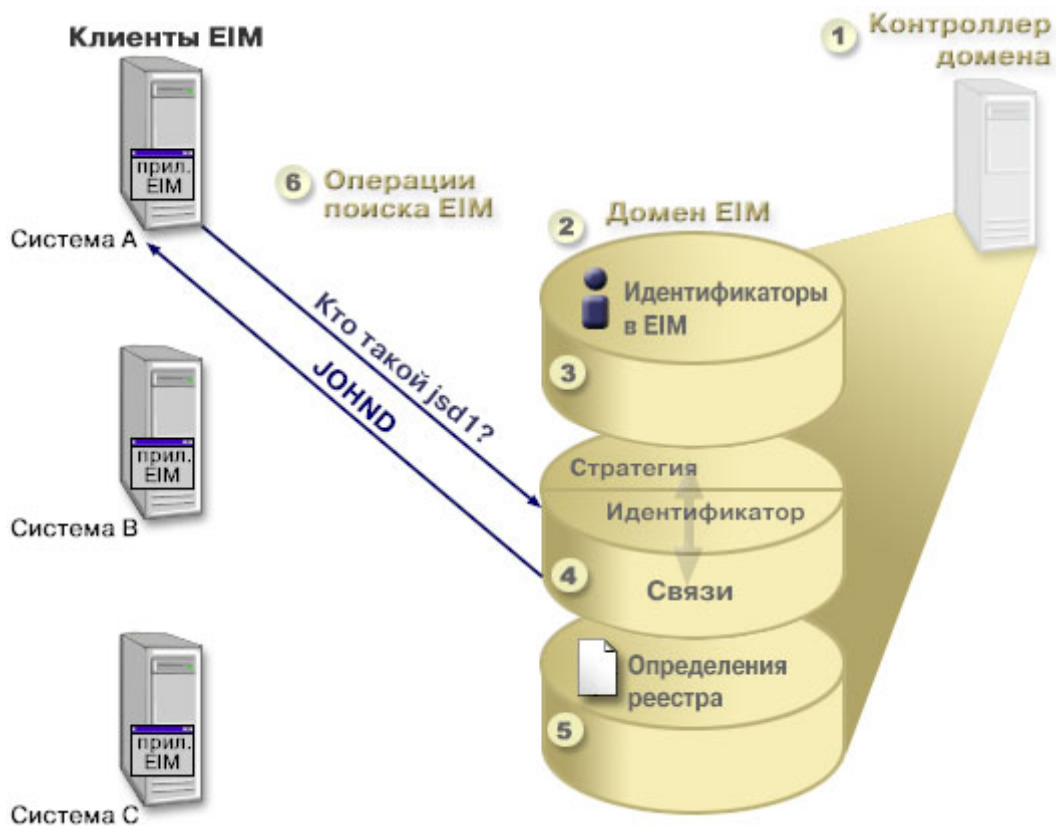 Клиенты EIM
1 Контроллер
домена
прил.
EIM
Система A
6 Операции
поиска EIM
2 Домен EIM
Идентификаторы
в EIM
3
Кто такой jsd1?
JOHND
прил.
EIM
Система B
Стратегия
Идентификатор
4
Связи
Определения
реестра
5
прил.
EIM
Система C